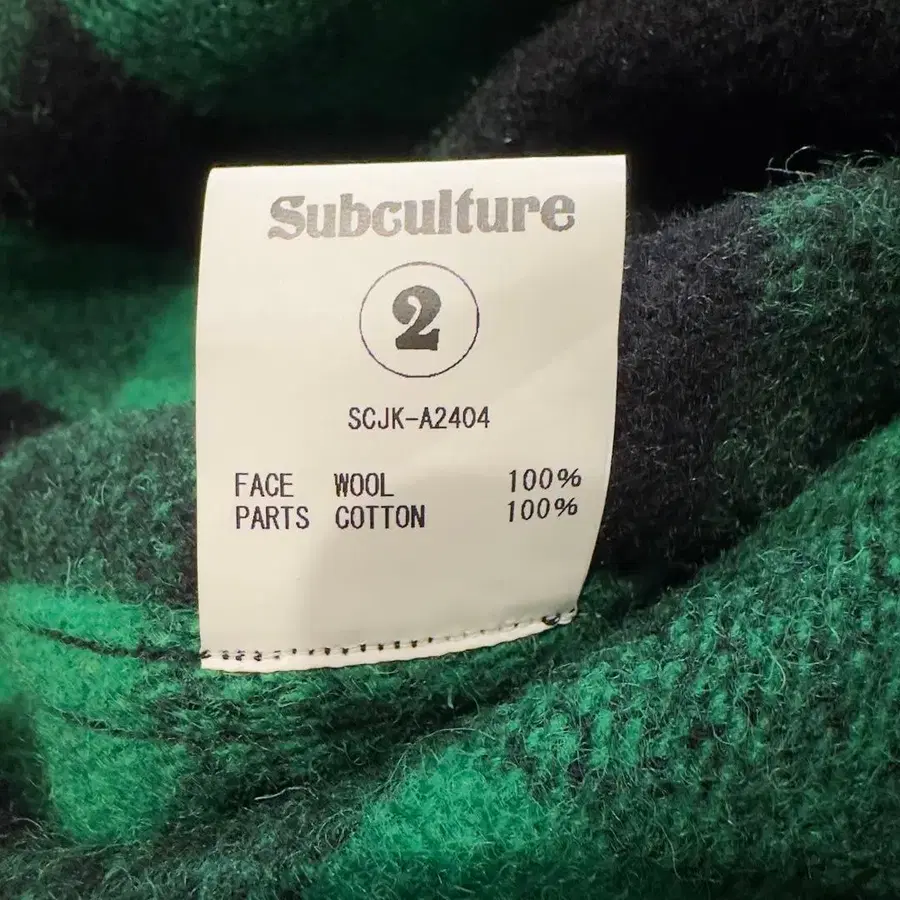 Subculture
2
SCJK-A2404
FACE WOOL 100%
PARTS COTTON 100%